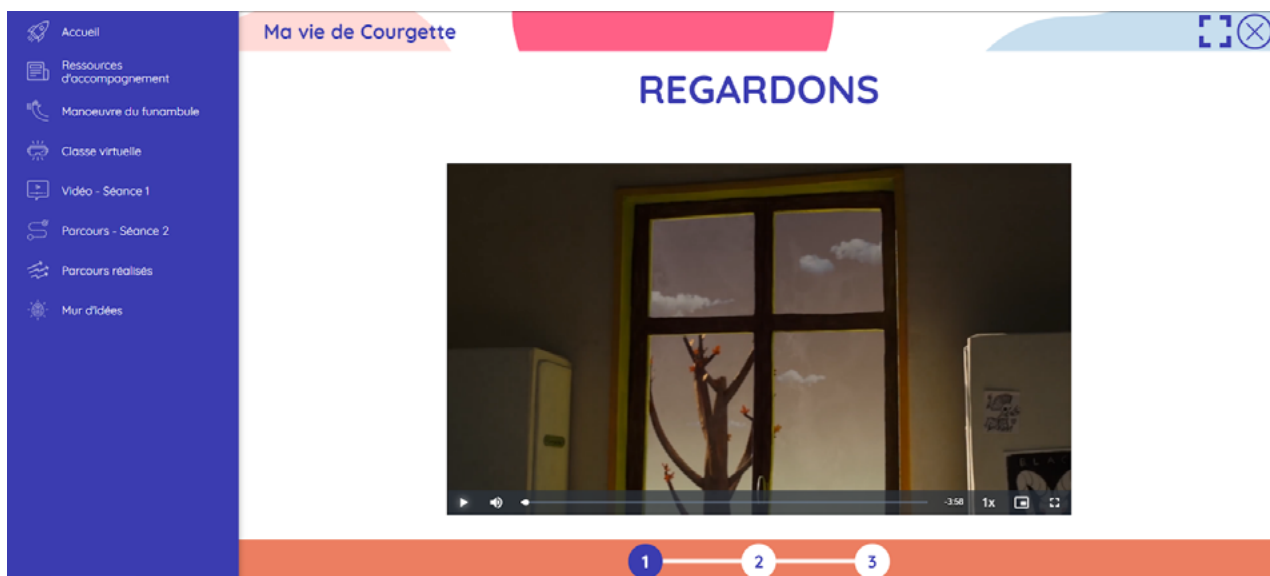 Accueil
Ressources
d'accompagnement
Manoeuvre du funambule
Classe virtuelle
Vidéo - Séance 1
Parcours - Séance 2
Parcours réalisés
Mur d'idées
Ma vie de Courgette
REGARDONS
-3:58 1x
1 2 3